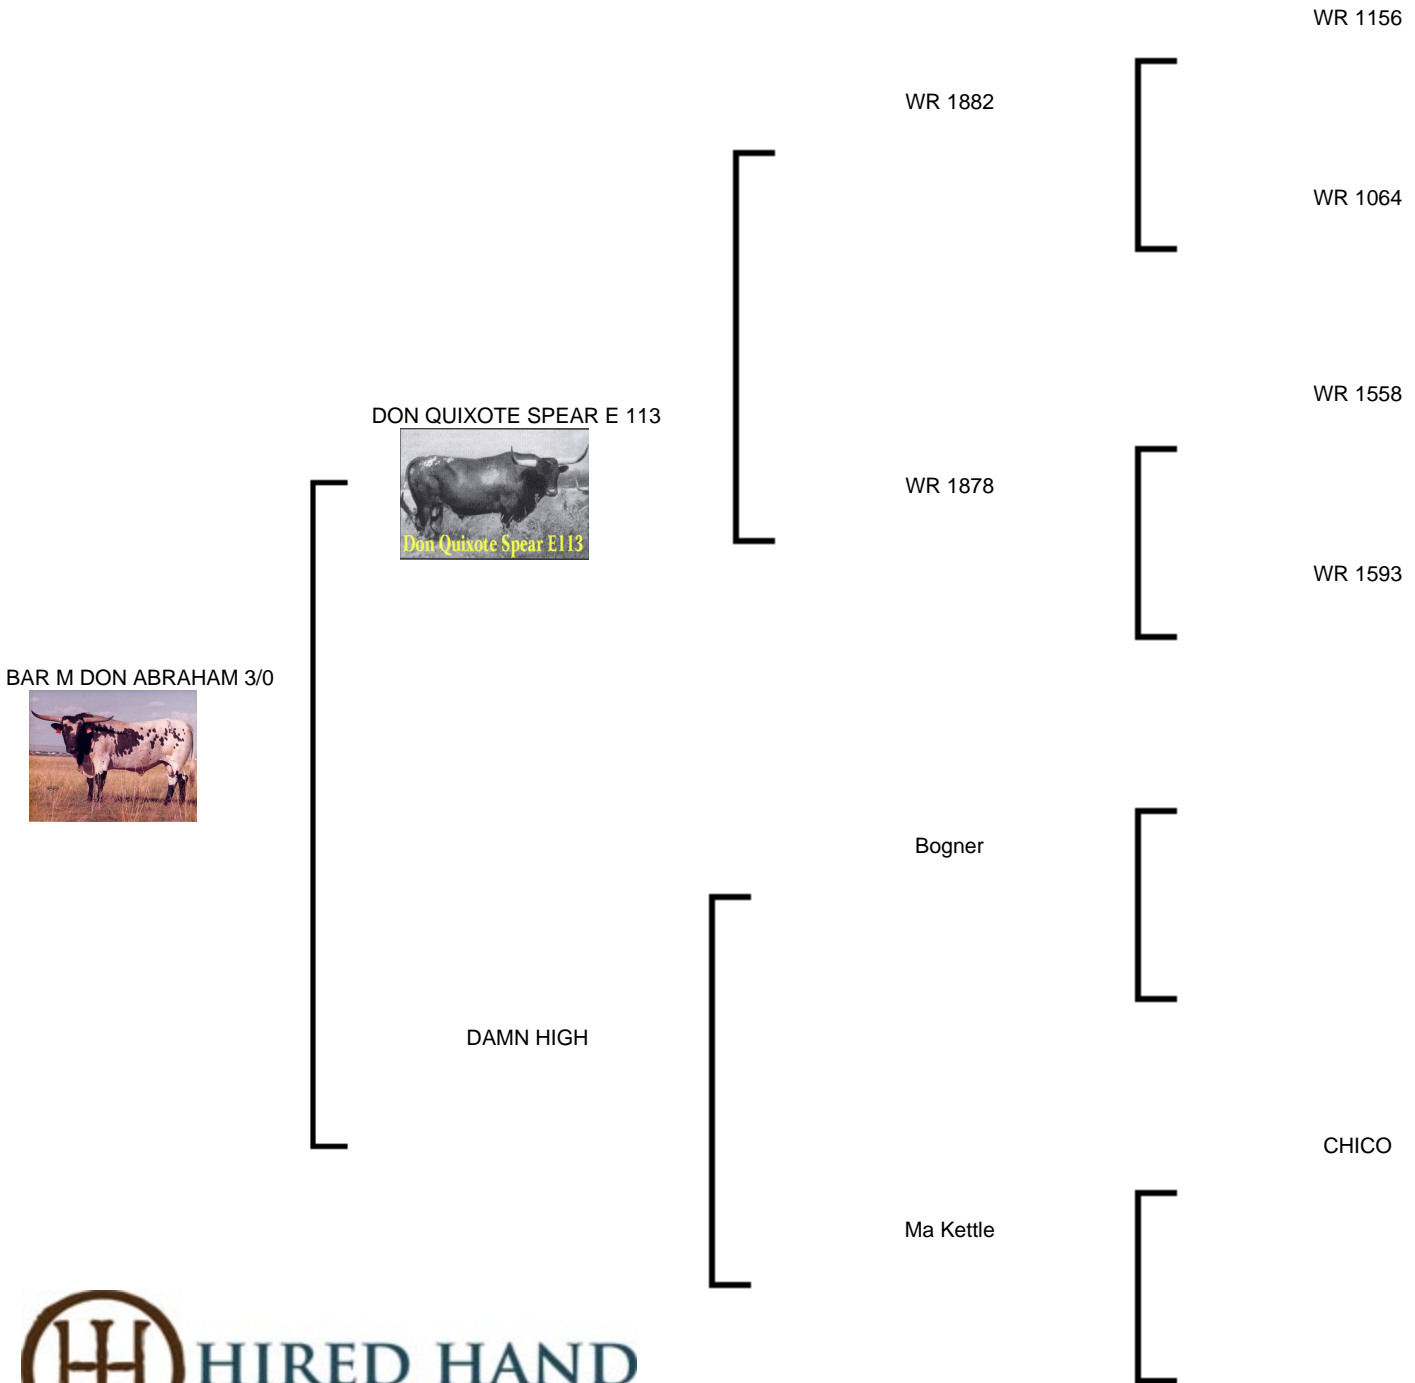 WR 1156
WR 1882
WR 1064
WR 1558
DON QUIXOTE SPEAR E 113
Don Quixote Spear E113
WR 1878
WR 1593
BAR M DON ABRAHAM 3/0
Bogner
DAMN HIGH
CHICO
Ma Kettle
HIRED HAND